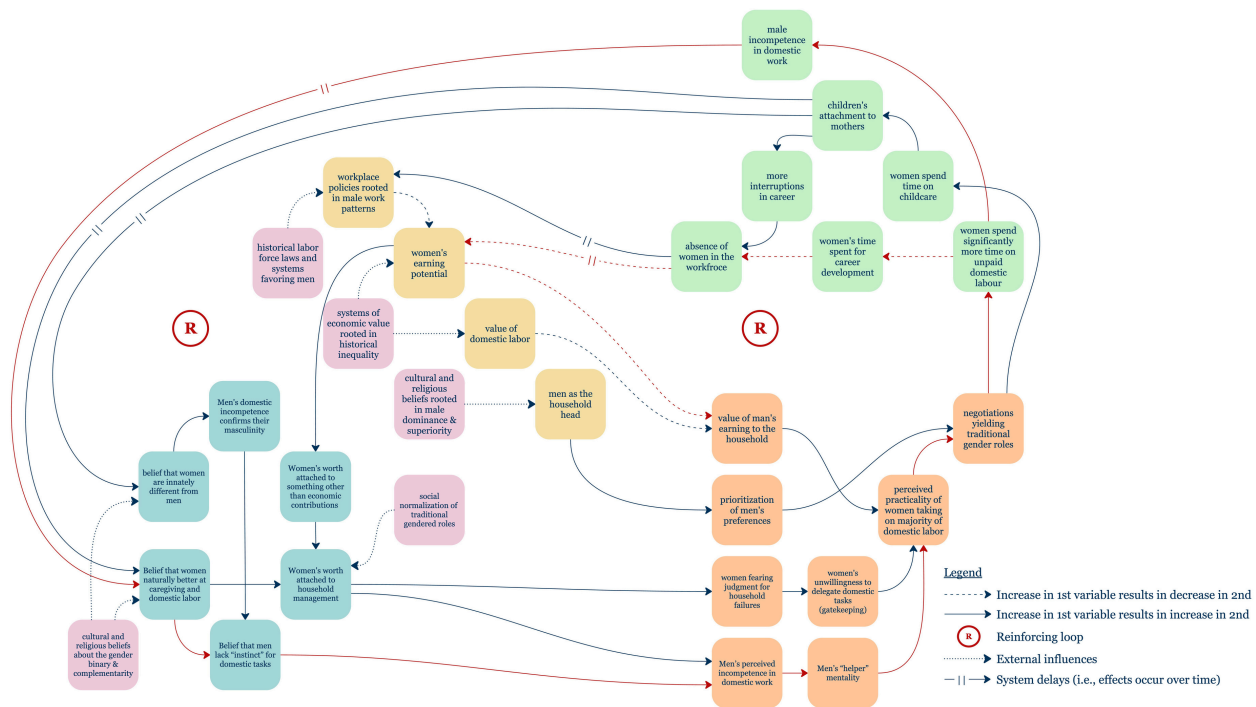 male
incompetence
in domestic
work
children's
attachment to
mothers
workplace
policies rooted
in male work
patterns
more
interruptions
in career
women spend
time on
childcare
historical labor
force laws and
systems
favoring men
women's
earning
potential
absence of
women in the
workfroce
women's time
spent for
career
development
women spend
significantly
more time on
unpaid
domestic
labour
systems of
economic value
rooted in
historical
inequality
value of
domestic labor
R
R
cultural and
religious
beliefs rooted
in male
dominance &
superiority
men as the
household
head
Men's domestic
incompetence
confirms their
masculinity
value of man's
earning to the
household
negotiations
yielding
traditional
gender roles
belief that women
are innately
different from
men
Women's worth
attached to
something other
than economic
contributions
social
normalization of
traditional
gendered roles
prioritization
of men's
preferences
perceived
practicality of
women taking
on majority of
domestic labor
Belief that women
naturally better at
caregiving and
domestic labor
Women's worth
attached to
household
management
women fearing
judgment for
household
failures
women's
unwillingness to
delegate domestic
tasks
(gatekeeping)
cultural and
religious beliefs
about the gender
binary &
complementarity
Belief that men
lack "instinct" for
domestic tasks
Men's perceived
incompetence in
domestic work
Men's "helper"
mentality
Legend
Increase in 1st variable results in decrease in 2nd
Increase in 1st variable results in increase in 2nd
R Reinforcing loop
External influences
System delays (i.e., effects occur over time)